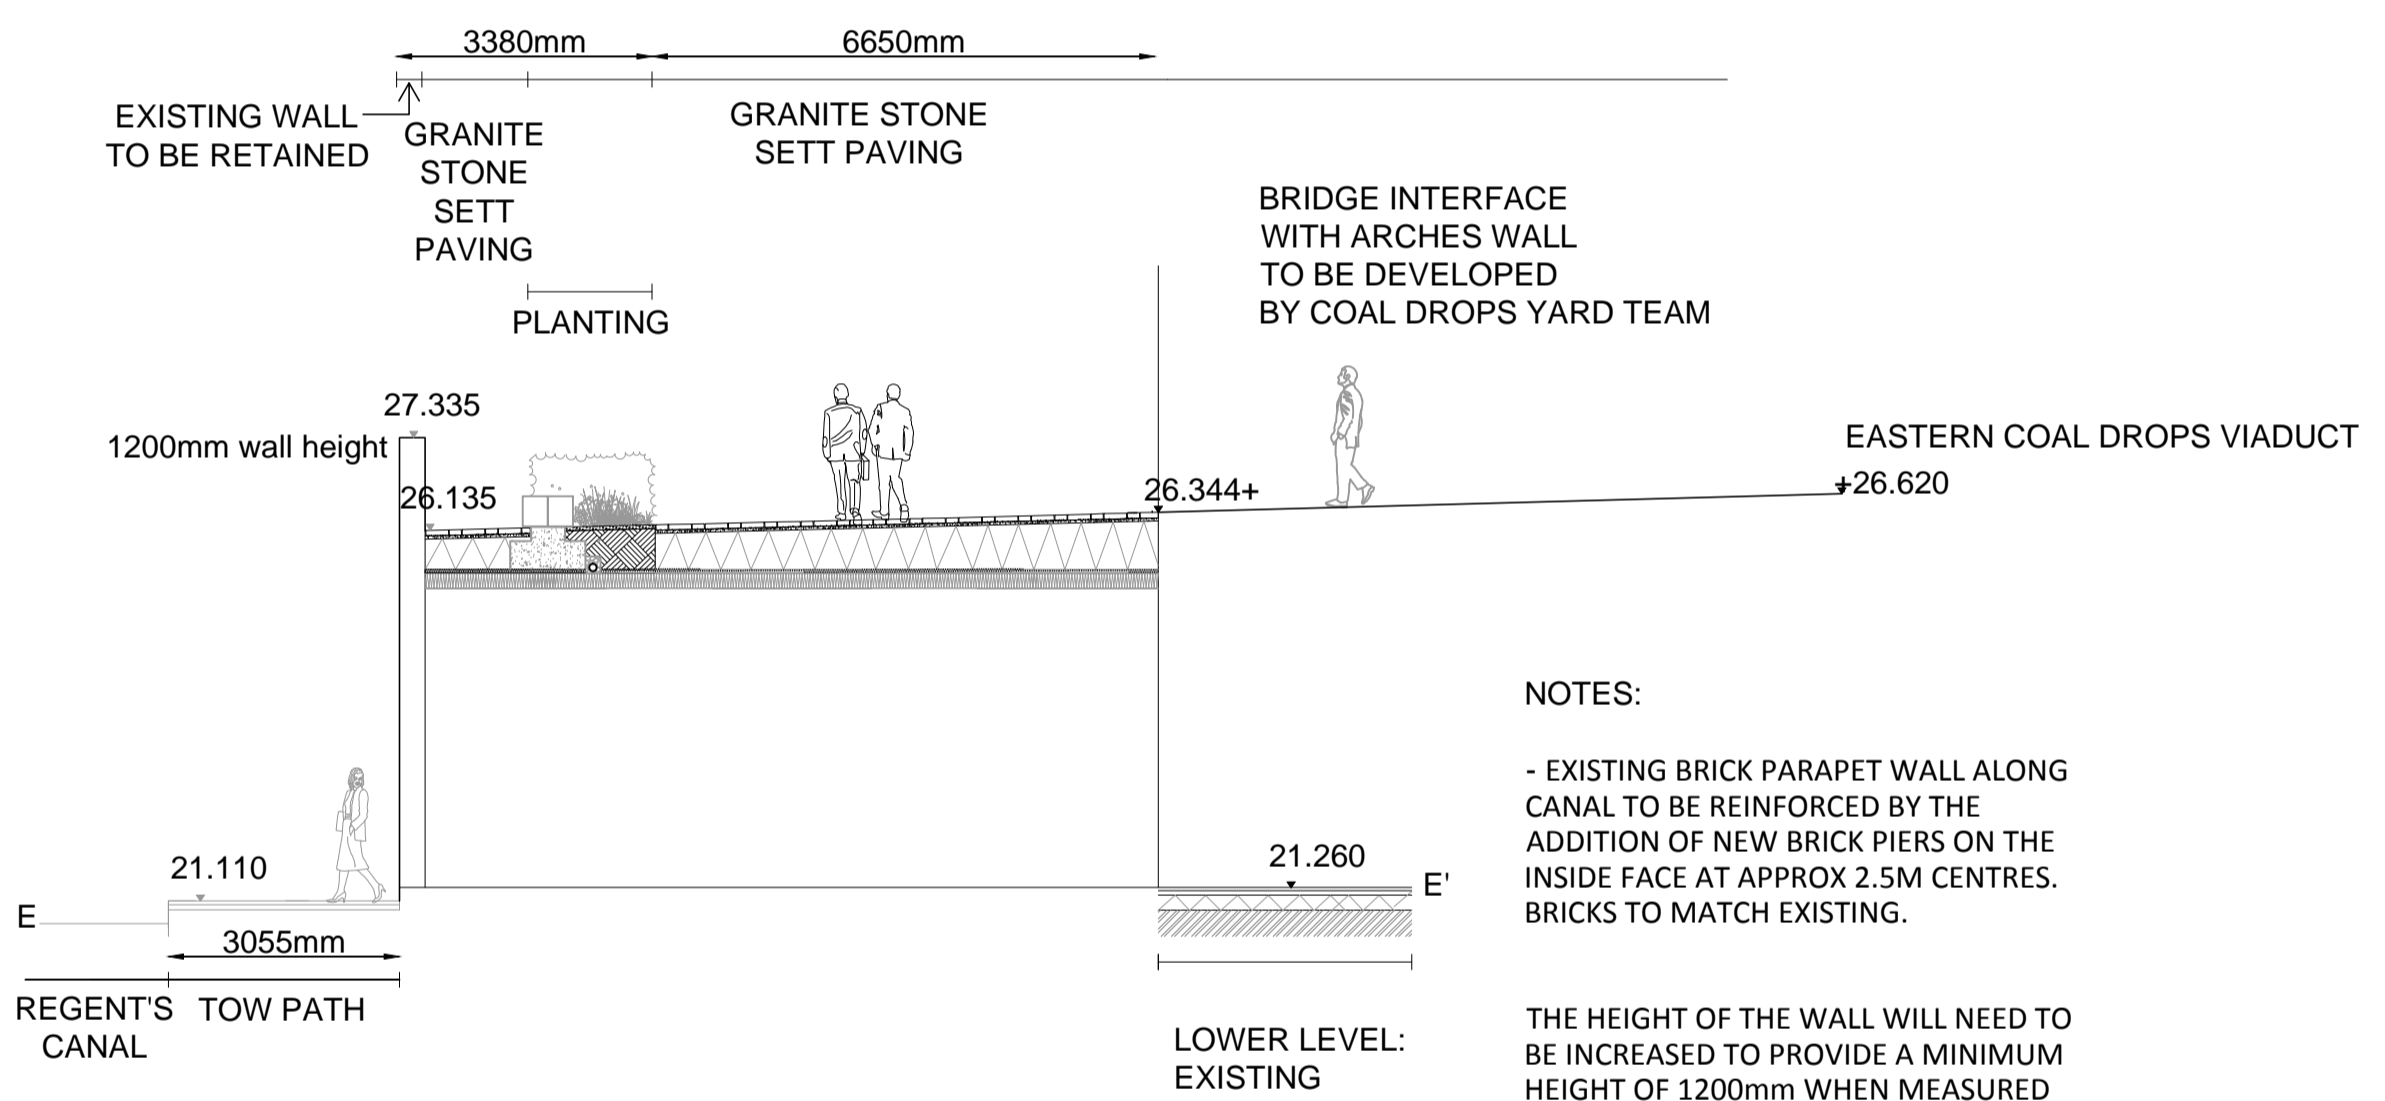 3380mm
6650mm
EXISTING WALL
TO BE RETAINED
GRANITE
STONE
SETT
PAVING
GRANITE STONE
SETT PAVING
PLANTING
BRIDGE INTERFACE
WITH ARCHES WALL
TO BE DEVELOPED
BY COAL DROPS YARD TEAM
27.335
1200mm wall height
26.135
26.344+
EASTERN COAL DROPS VIADUCT
+26.620
21.110
E
3055mm
REGENT'S
CANAL
TOW PATH
21.260
E'
LOWER LEVEL:
EXISTING
NOTES:
- EXISTING BRICK PARAPET WALL ALONG
CANAL TO BE REINFORCED BY THE
ADDITION OF NEW BRICK PIERS ON THE
INSIDE FACE AT APPROX 2.5M CENTRES.
BRICKS TO MATCH EXISTING.
THE HEIGHT OF THE WALL WILL NEED TO
BE INCREASED TO PROVIDE A MINIMUM
HEIGHT OF 1200mm WHEN MEASURED